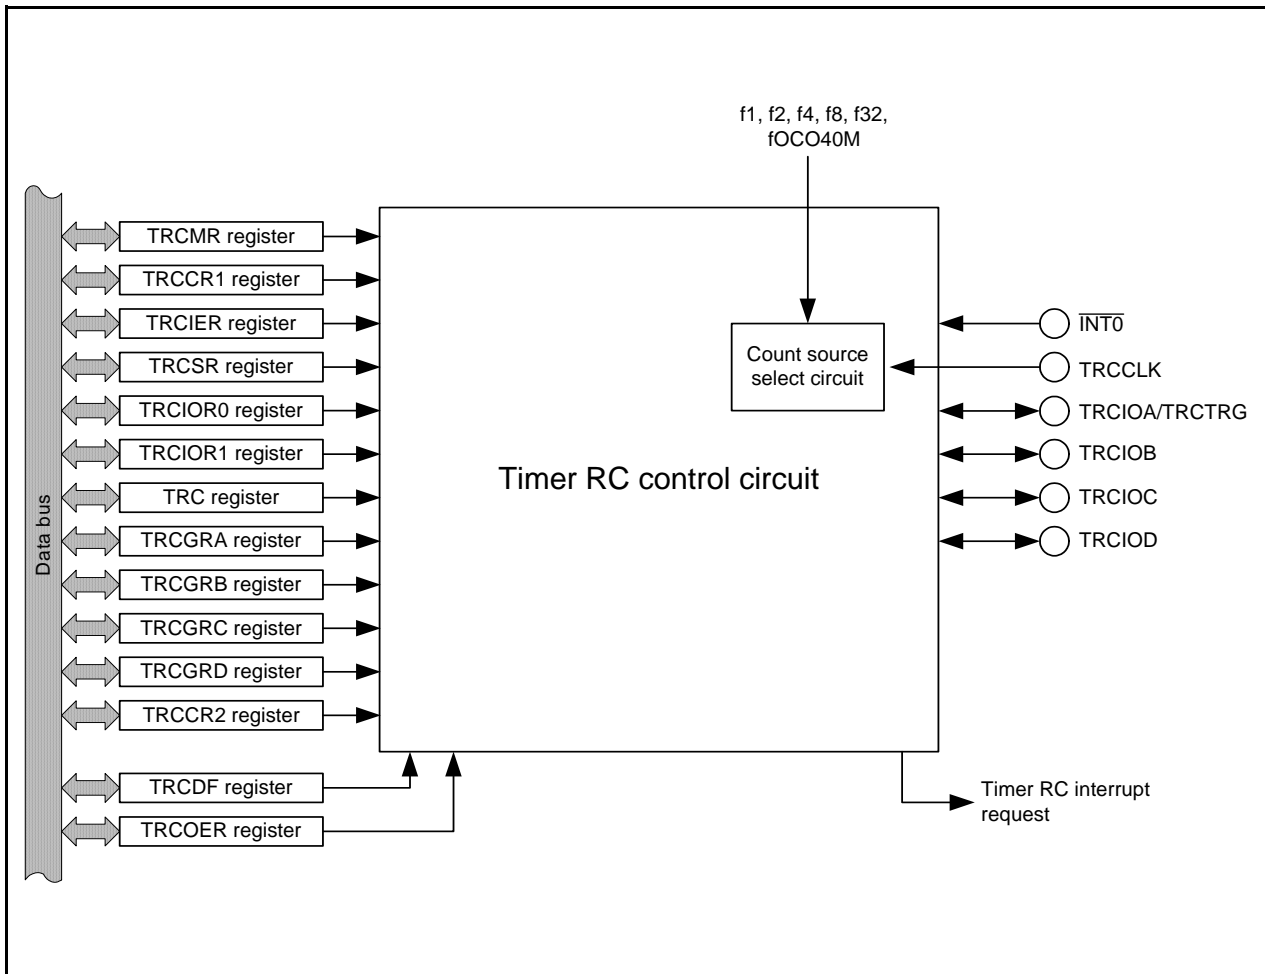 f1, f2, f4, f8, f32,
fOCO40M
Data bus
TRCMR register
TRCCR1 register
TRCIER register
TRCSR register
TRCIOR0 register
TRCIOR1 register
TRC register
TRCGRA register
TRCGRB register
TRCGRC register
TRCGRD register
TRCCR2 register
TRCDF register
TRCOER register
Count source
select circuit
Timer RC control circuit
INT0
TRCCLK
TRCIOA/TRCTRG
TRCIOB
TRCIOC
TRCIOD
Timer RC interrupt
request